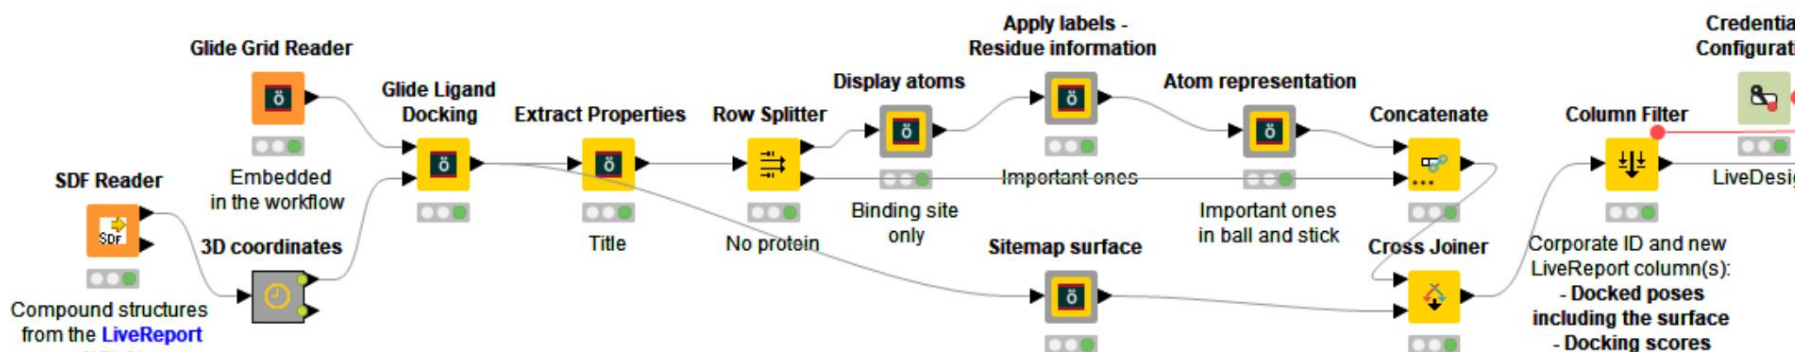 Glide Grid Reader
Embedded
in the workflow
SDF Reader
SDF
Compound structures
from the LiveReport
3D coordinates
Glide Ligand
Docking
Extract Properties
Title
Row Splitter
No protein
Display atoms
Binding site
only
Apply labels -
Residue information
Important ones
Atom representation
Important ones
in ball and stick
Sitemap surface
Concatenate
Cross Joiner
Column Filter
Corporate ID and new
LiveReport column(s):
- Docked poses
including the surface
- Docking scores
Credentia
Configurati
LiveDesig